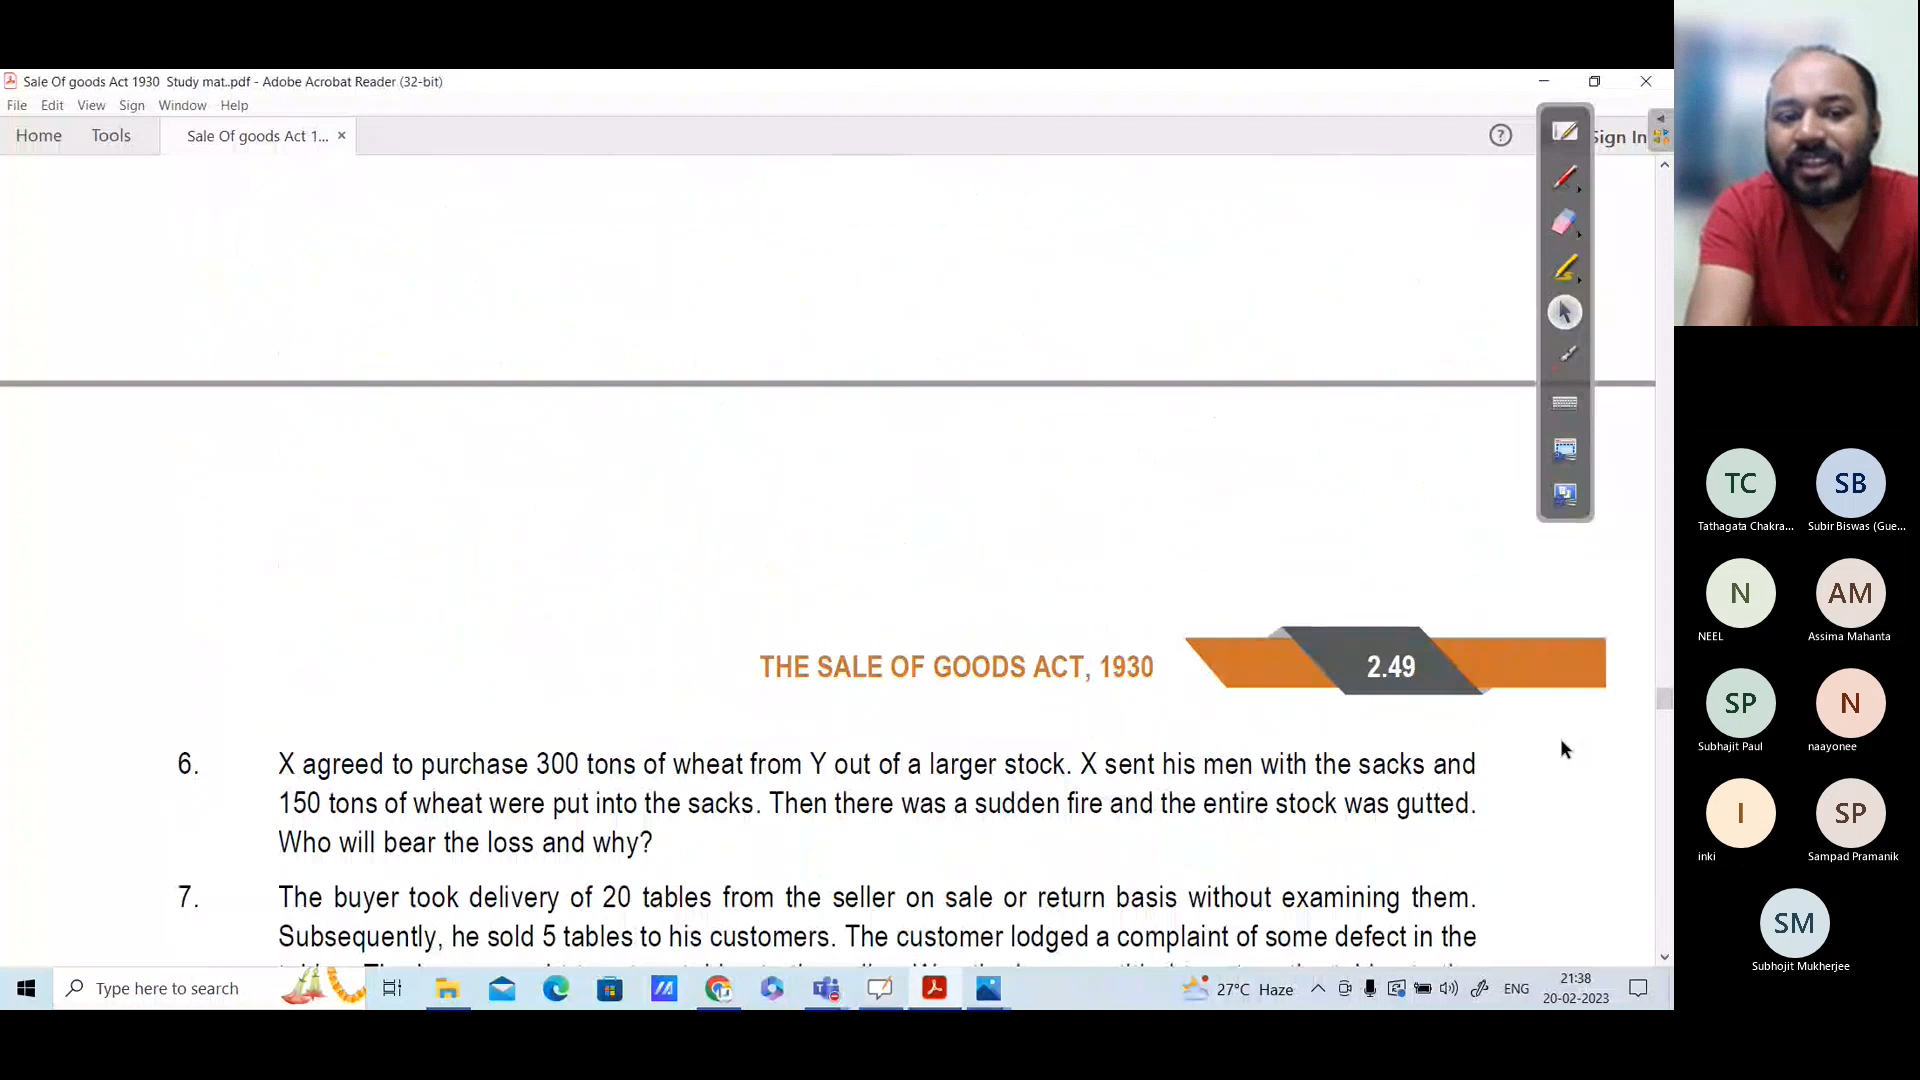 Sale Of goods Act 1930 Study mat..pdf - Adobe Acrobat Reader (32-bit)
File Edit View Sign Window Help
Home Tools Sale Of goods Act 1... × Sign In
THE SALE OF GOODS ACT, 1930 2.49
6. X agreed to purchase 300 tons of wheat from Y out of a larger stock. X sent his men with the sacks and
150 tons of wheat were put into the sacks. Then there was a sudden fire and the entire stock was gutted.
Who will bear the loss and why?
7. The buyer took delivery of 20 tables from the seller on sale or return basis without examining them.
Subsequently, he sold 5 tables to his customers. The customer lodged a complaint of some defect in the
Type here to search
27°C Haze
ENG
21:38
20-02-2023
TC
Tathagata Chakra...
SB
Subir Biswas (Gue...
N
NEEL
AM
Assima Mahanta
SP
Subhajit Paul
N
naayonee
I
inki
SP
Sampad Pramanik
SM
Subhojit Mukherjee